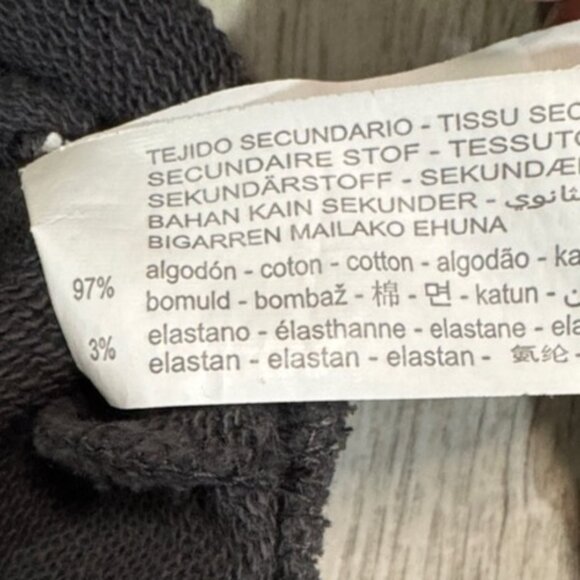 TEJIDO SECUNDARIO - TISSU SEC
SECUNDAIRE STOF - TESSUTO
SEKUNDÄRSTOFF - SEKUNDÆ
BAHAN KAIN SEKUNDER -
BIGARREN MAILAKO EHUNA
97% algodón - coton - cotton - algodão - ka
bomuld - bombaž - 棉 - 면 - katun -
3% elastano - élasthanne - elastane - ela
elastan - elastan - elastan - 氨纶 -